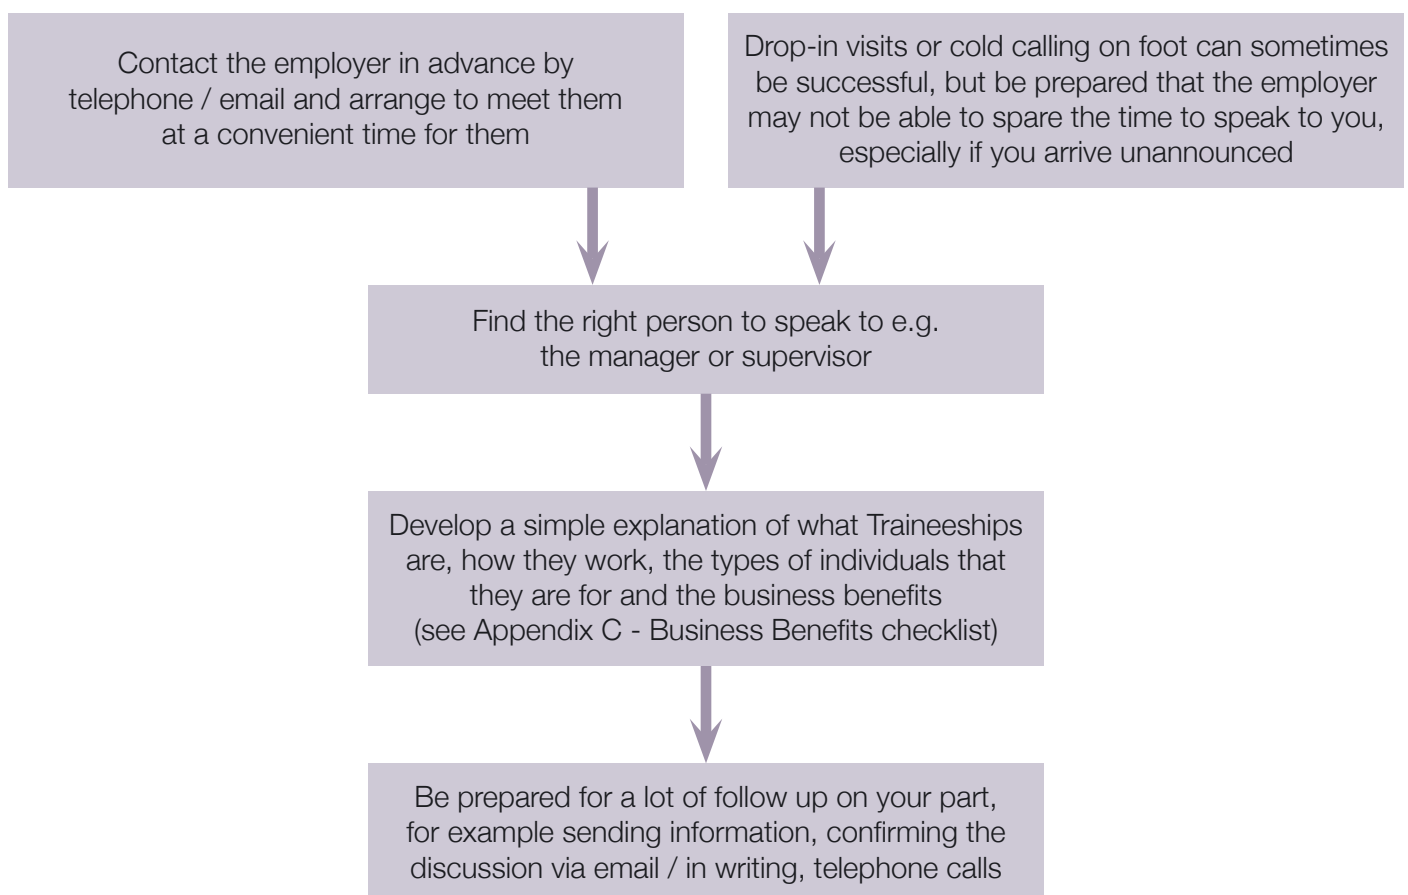 Contact the employer in advance by
telephone / email and arrange to meet them
at a convenient time for them
Drop-in visits or cold calling on foot can sometimes
be successful, but be prepared that the employer
may not be able to spare the time to speak to you,
especially if you arrive unannounced
Find the right person to speak to e.g.
the manager or supervisor
Develop a simple explanation of what Traineeships
are, how they work, the types of individuals that
they are for and the business benefits
(see Appendix C - Business Benefits checklist)
Be prepared for a lot of follow up on your part,
for example sending information, confirming the
discussion via email / in writing, telephone calls